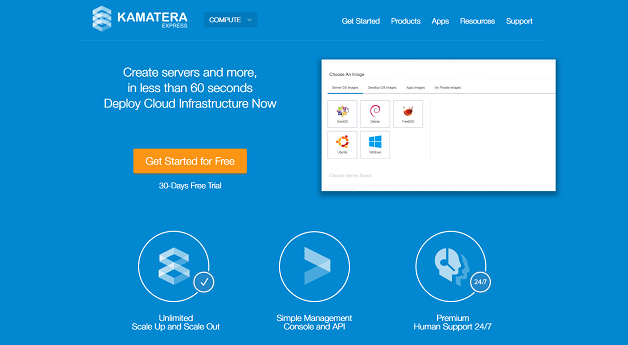 KAMATERA
EXPRESS
COMPUTE
Get Started Products Apps Resources Support
Create servers and more,
in less than 60 seconds
Deploy Cloud Infrastructure Now
Get Started for Free
30-Days Free Trial
Choose An Image
Server OS Images Desktop OS Images Apps Images My Private Images
CentOS Debian FreeBSD
Ubuntu Windows
Choose Server Specs
24/7
Unlimited
Scale Up and Scale Out
Simple Management
Console and API
Premium
Human Support 24/7